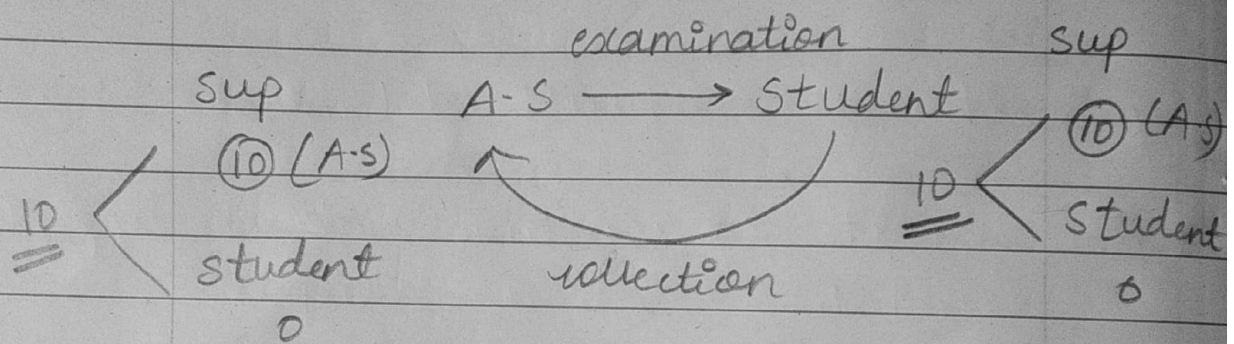 examination
sup
sup A-S → student
⑩ (A-S)
⑩ (A-S)
10
10
student
student collection
0
0